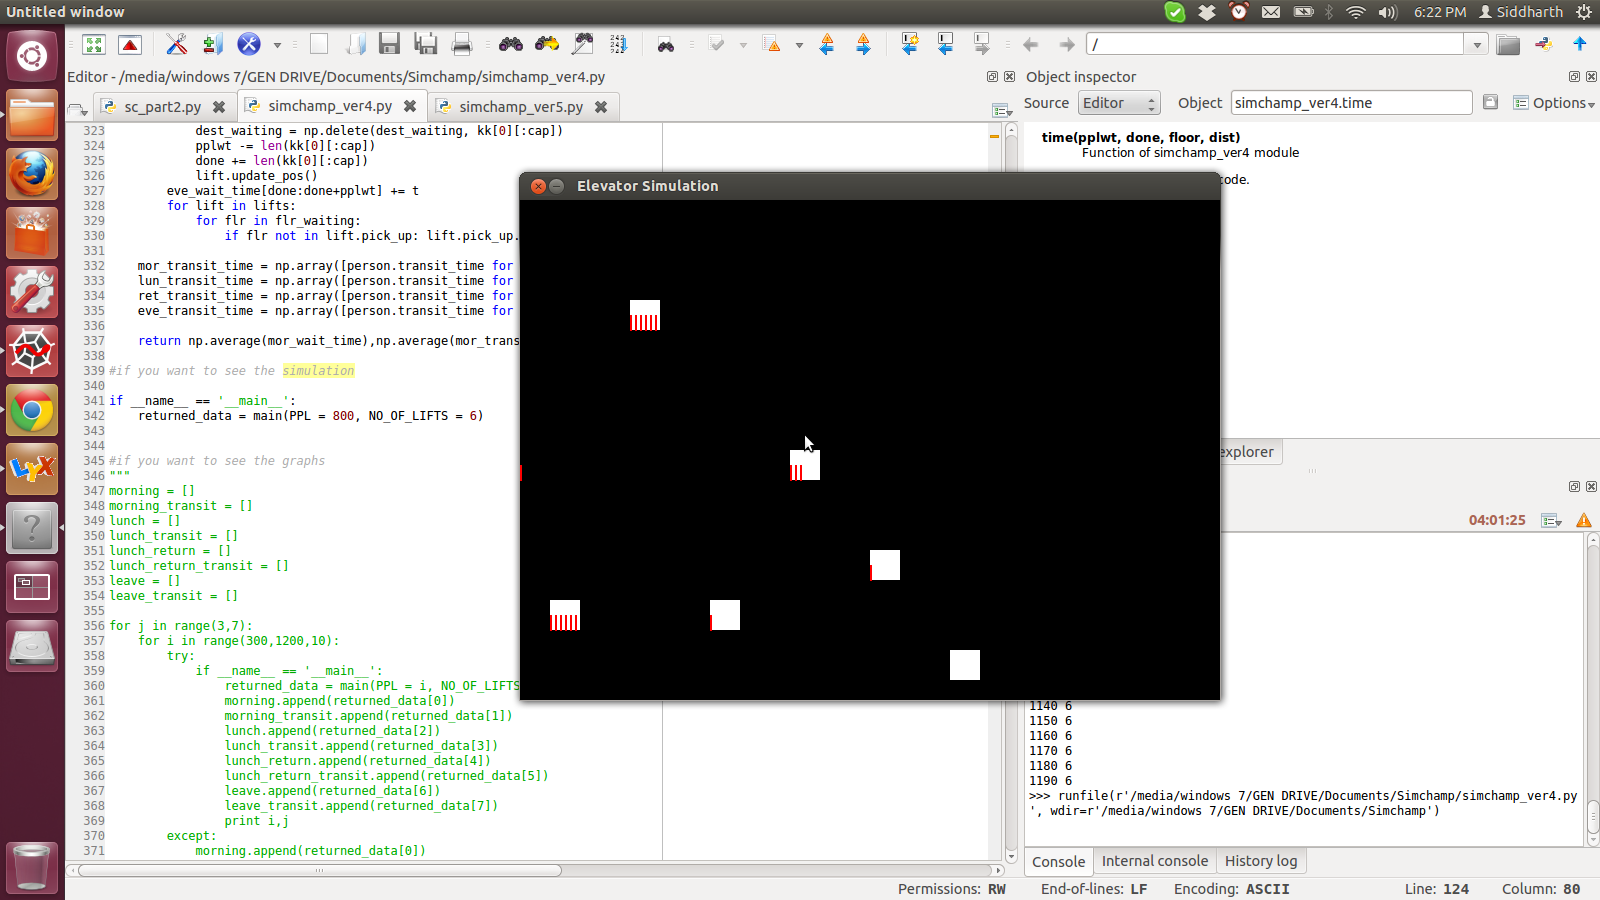 Untitled window
6:22 PM
Siddharth
/
Editor - /media/windows 7/GEN DRIVE/Documents/Simchamp/simchamp_ver4.py
sc_part2.py
simchamp_ver4.py
simchamp_ver5.py
323 dest_waiting = np.delete(dest_waiting, kk[0][:cap])
324 pplwt -= len(kk[0][:cap])
325 done += len(kk[0][:cap])
326 lift.update_pos()
327 eve_wait_time[done:done+pplwt] += t
328 for lift in lifts:
329 for flr in flr_waiting:
330 if flr not in lift.pick_up: lift.pick_up.
331
332 mor_transit_time = np.array([person.transit_time for
333 lun_transit_time = np.array([person.transit_time for
334 ret_transit_time = np.array([person.transit_time for
335 eve_transit_time = np.array([person.transit_time for
336
337 return np.average(mor_wait_time),np.average(mor_trans
338
339 #if you want to see the simulation
340
341 if __name__ == '__main__':
342 returned_data = main(PPL = 800, NO_OF_LIFTS = 6)
343
344
345 #if you want to see the graphs
346 """
347 morning = []
348 morning_transit = []
349 lunch = []
350 lunch_transit = []
351 lunch_return = []
352 lunch_return_transit = []
353 leave = []
354 leave_transit = []
355
356 for j in range(3,7):
357 for i in range(300,1200,10):
358 try:
359 if __name__ == '__main__':
360 returned_data = main(PPL = i, NO_OF_LIFTS
361 morning.append(returned_data[0])
362 morning_transit.append(returned_data[1])
363 lunch.append(returned_data[2])
364 lunch_transit.append(returned_data[3])
365 lunch_return.append(returned_data[4])
366 lunch_return_transit.append(returned_data[5])
367 leave.append(returned_data[6])
368 leave_transit.append(returned_data[7])
369 print i,j
370 except:
371 morning.append(returned_data[0])
Elevator Simulation
Object inspector
Source Editor Object simchamp_ver4.time Options
time(pplwt, done, floor, dist)
Function of simchamp_ver4 module
code.
explorer
04:01:25
1140 6
1150 6
1160 6
1170 6
1180 6
1190 6
>>> runfile(r'/media/windows 7/GEN DRIVE/Documents/Simchamp/simchamp_ver4.py
', wdir=r'/media/windows 7/GEN DRIVE/Documents/Simchamp')
Console Internal console History log
Permissions: RW End-of-lines: LF Encoding: ASCII Line: 124 Column: 80
LyX